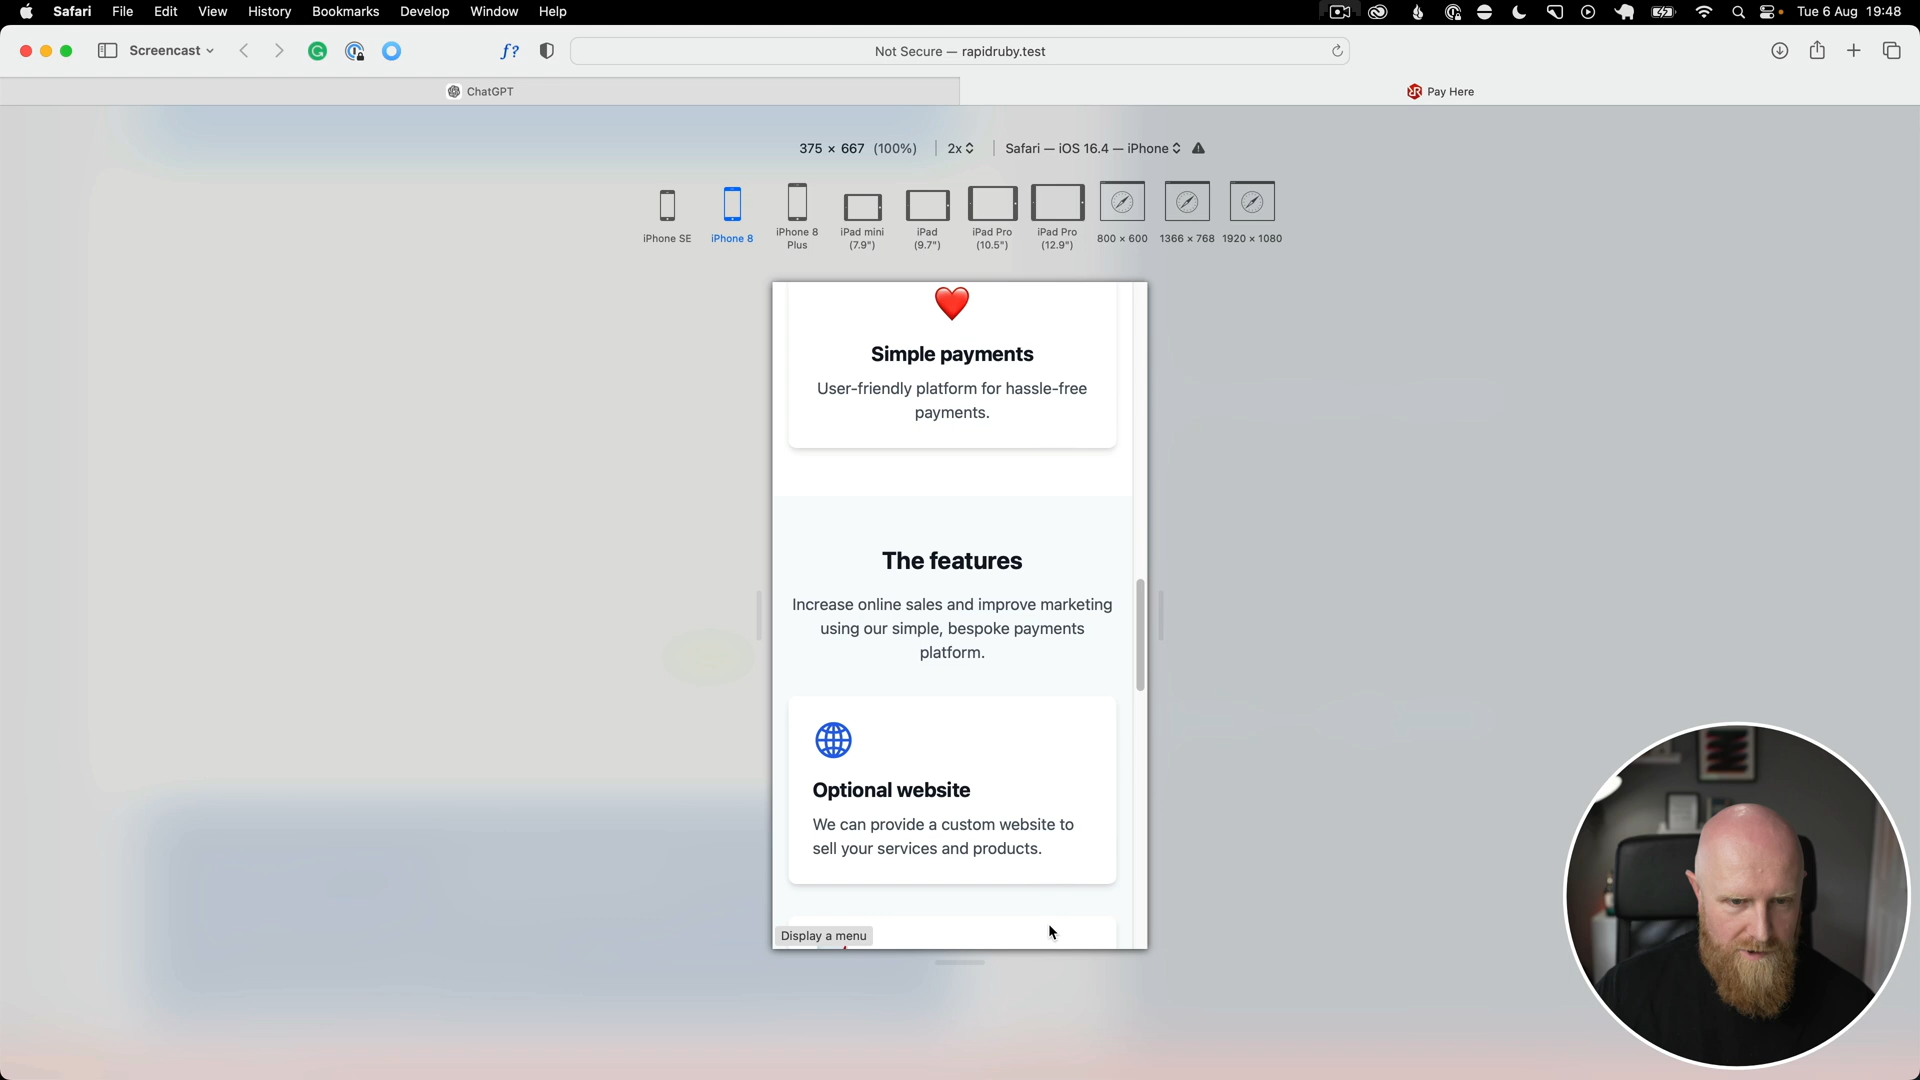 Safari File Edit View History Bookmarks Develop Window Help Tue 6 Aug 19:48
Screencast
f?
Not Secure — rapidruby.test
ChatGPT
Pay Here
375 × 667 (100%) 2x Safari — iOS 16.4 — iPhone
iPhone SE
iPhone 8
iPhone 8
Plus
iPad mini
(7.9")
iPad
(9.7")
iPad Pro
(10.5")
iPad Pro
(12.9")
800 × 600
1366 × 768
1920 × 1080
Simple payments
User-friendly platform for hassle-free
payments.
The features
Increase online sales and improve marketing
using our simple, bespoke payments
platform.
Optional website
We can provide a custom website to
sell your services and products.
Display a menu